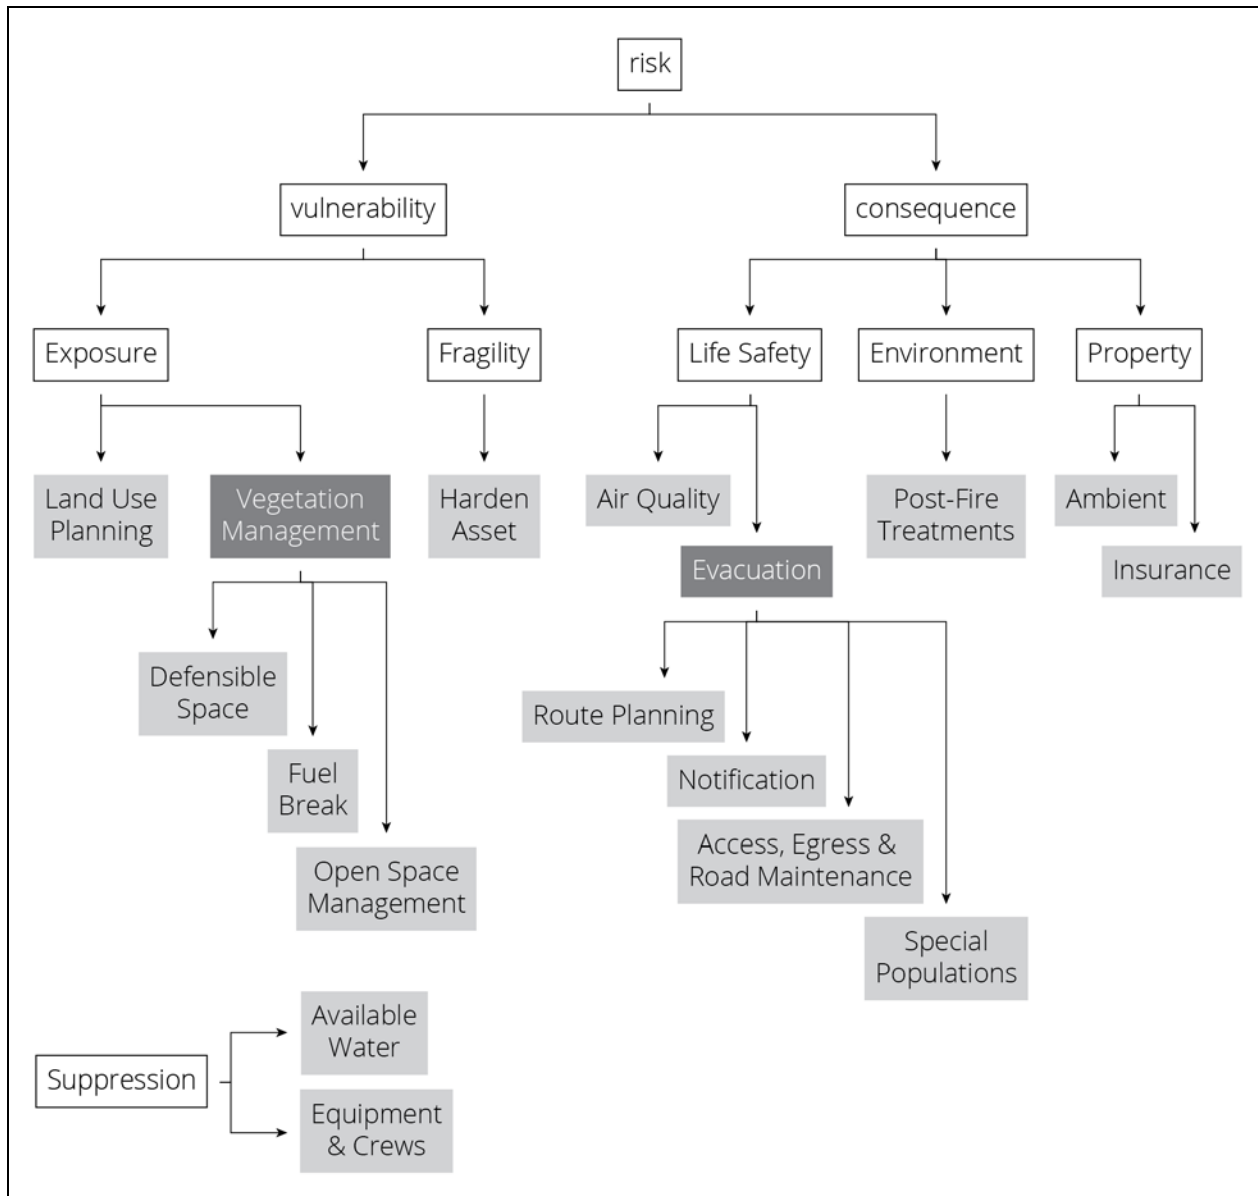 risk
vulnerability
consequence
Exposure
Fragility
Life Safety
Environment
Property
Land Use
Planning
Vegetation
Management
Harden
Asset
Air Quality
Post-Fire
Treatments
Ambient
Evacuation
Insurance
Defensible
Space
Route Planning
Fuel
Break
Notification
Access, Egress &
Road Maintenance
Open Space
Management
Special
Populations
Suppression
Available
Water
Equipment
& Crews